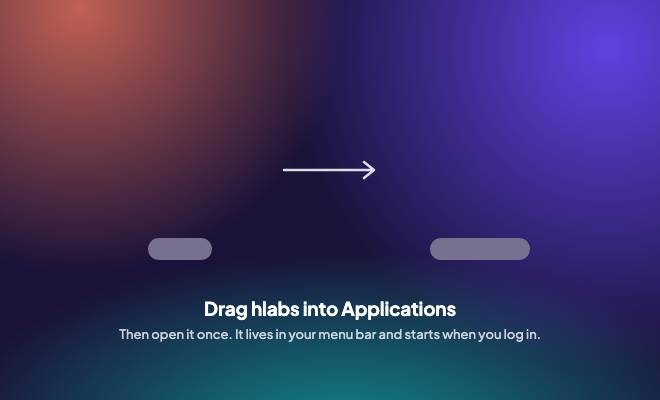 Drag hlabs into Applications
Then open it once. It lives in your menu bar and starts when you log in.